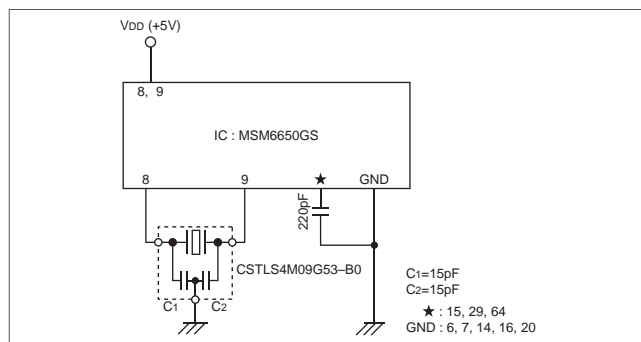 VDD (+5V)
8, 9
IC : MSM6650GS
8
9
★
GND
220pF
CSTLS4M09G53–B0
C1
C2
C1=15pF
C2=15pF
★ : 15, 29, 64
GND : 6, 7, 14, 16, 20